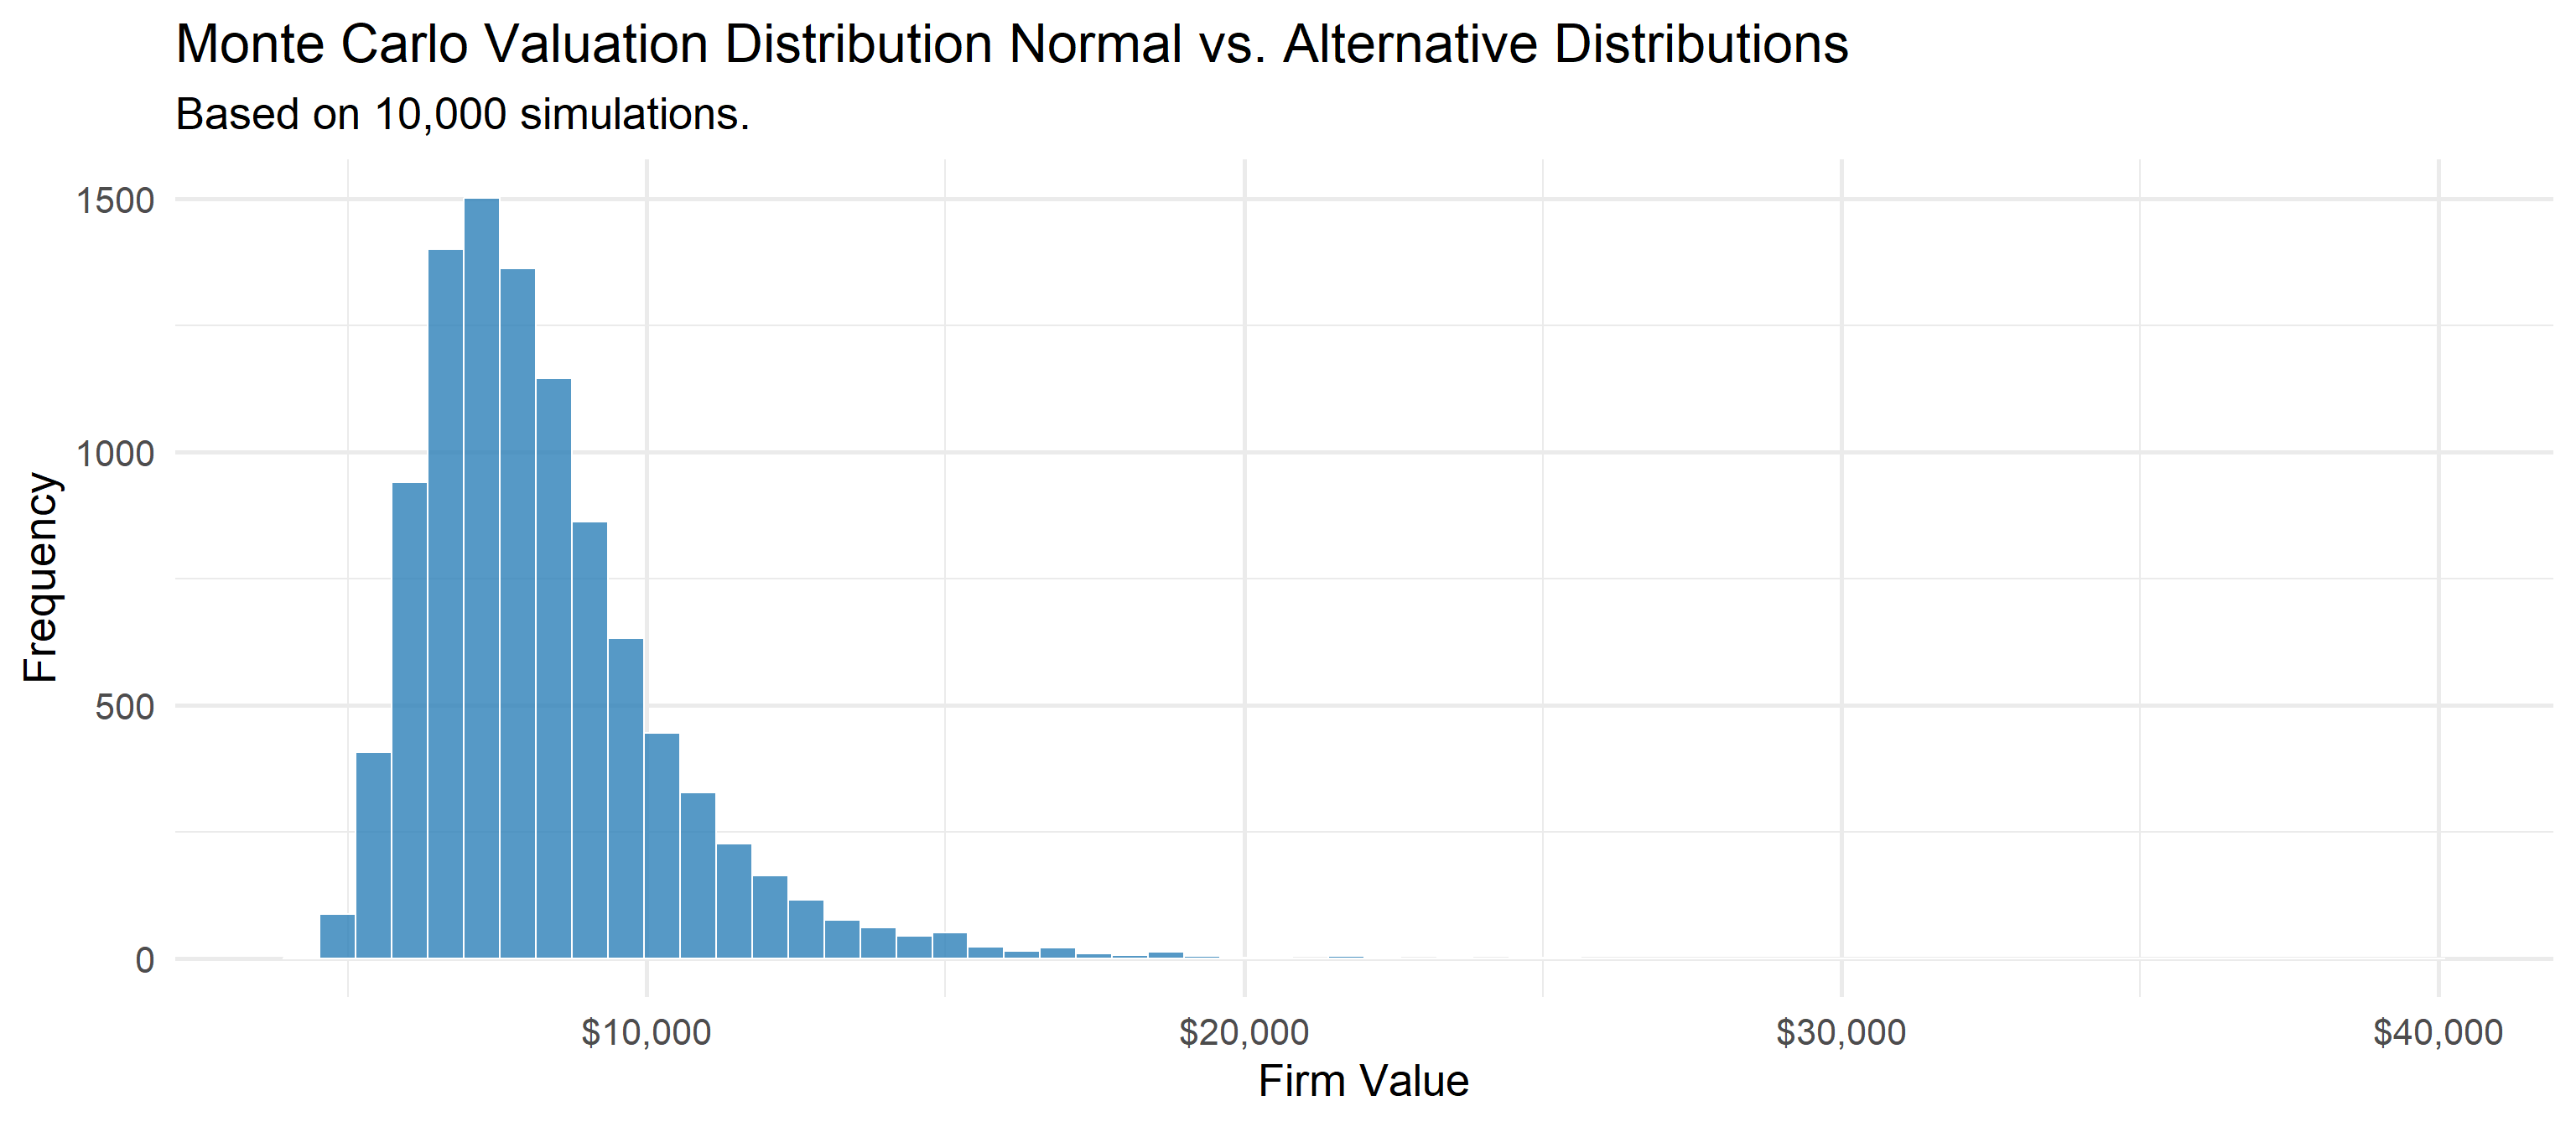 Monte Carlo Valuation Distribution Normal vs. Alternative Distributions
Based on 10,000 simulations.
1500
1000
500
0
Frequency
$10,000
$20,000
$30,000
$40,000
Firm Value